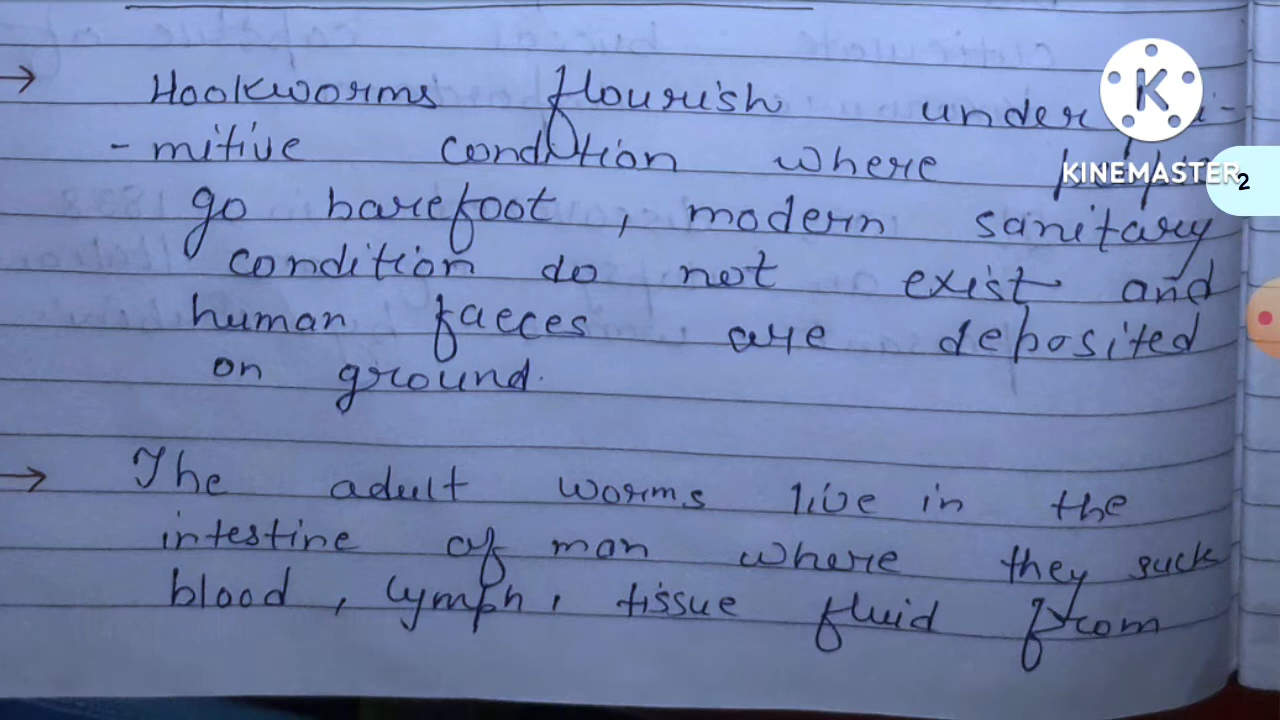 → Hookworms flourish under
- mitive condition where
go barefoot, modern sanitary
condition do not exist and
human faeces are deposited
on ground.
→ The adult worms live in the
intestine of man where they suck
blood, lymph, tissue fluid from
KINEMASTER
2